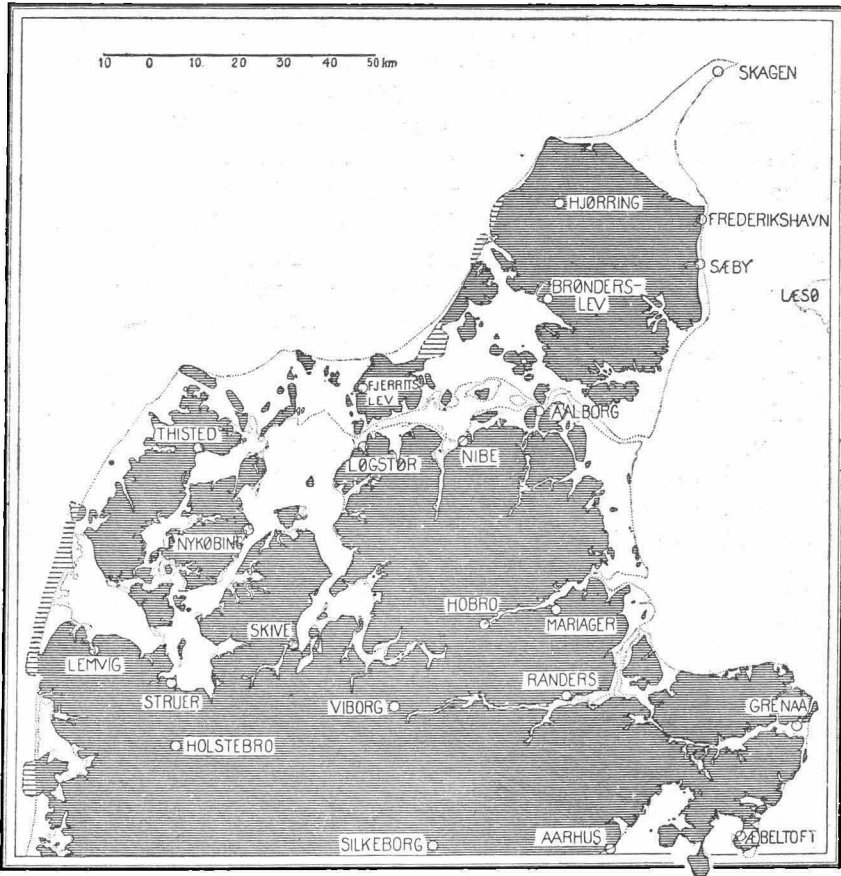 10 0 10. 20 30 40 50 km
SKAGEN
HJØRRING
FREDERIKSHAVN
SÆBY
BRØNDERS-
LEV
LÆSØ
FJERRITS
LEV
AALBORG
THISTED
LØGSTØR
NIBE
NYKØBING
HOBRO
MARIAGER
SKIVE
LEMVIG
STRUER
RANDERS
VIBORG
GRENAA
HOLSTEBRO
SILKEBORG
AARHUS
ÆBELTOFT